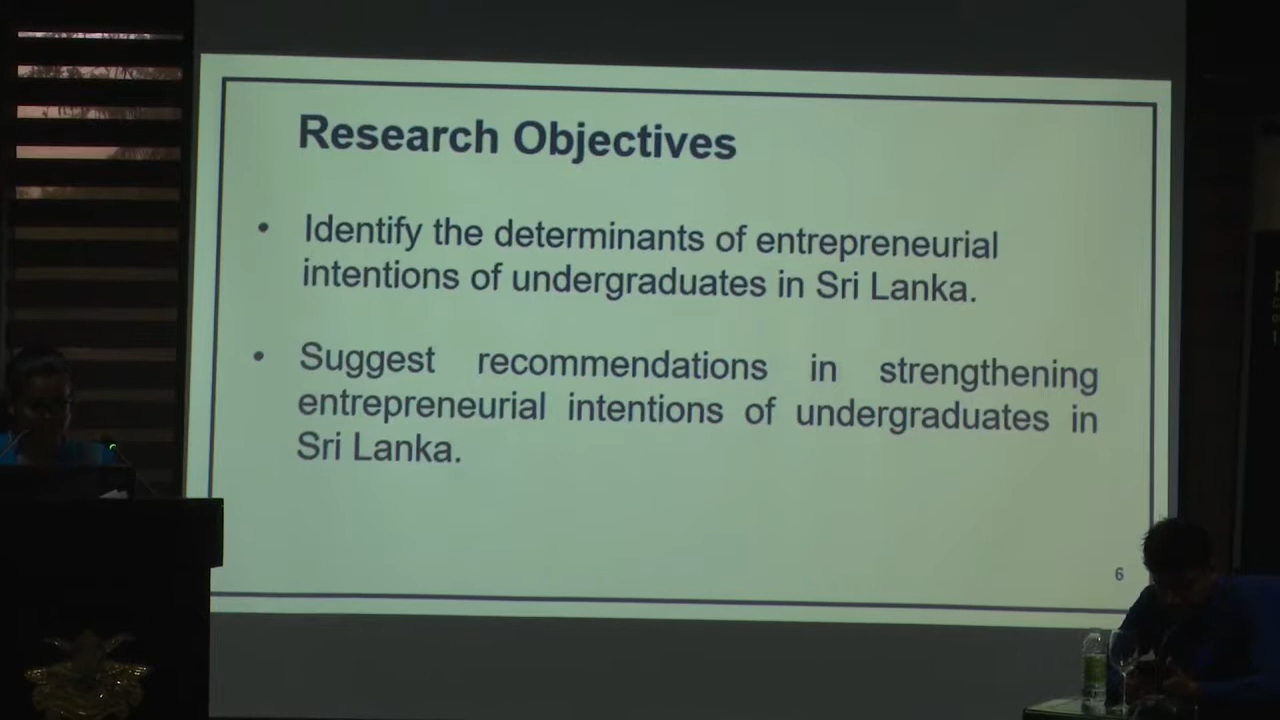 Research Objectives
• Identify the determinants of entrepreneurial
intentions of undergraduates in Sri Lanka.
• Suggest recommendations in strengthening
entrepreneurial intentions of undergraduates in
Sri Lanka.
6